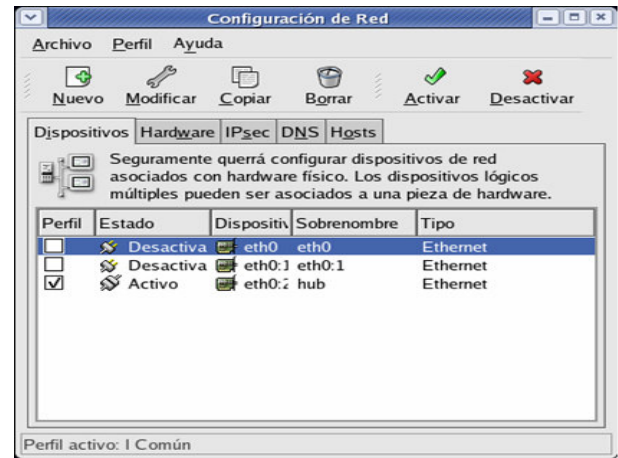 Configuración de Red
Archivo Perfil Ayuda
Nuevo Modificar Copiar Borrar Activar Desactivar
Dispositivos Hardware IPsec DNS Hosts
Seguramente querrá configurar dispositivos de red
asociados con hardware físico. Los dispositivos lógicos
múltiples pueden ser asociados a una pieza de hardware.
Perfil Estado Dispositiv Sobrenombre Tipo
Desactiva eth0 eth0 Ethernet
Desactiva eth0:1 eth0:1 Ethernet
Activo eth0:2 hub Ethernet
Perfil activo: l Común